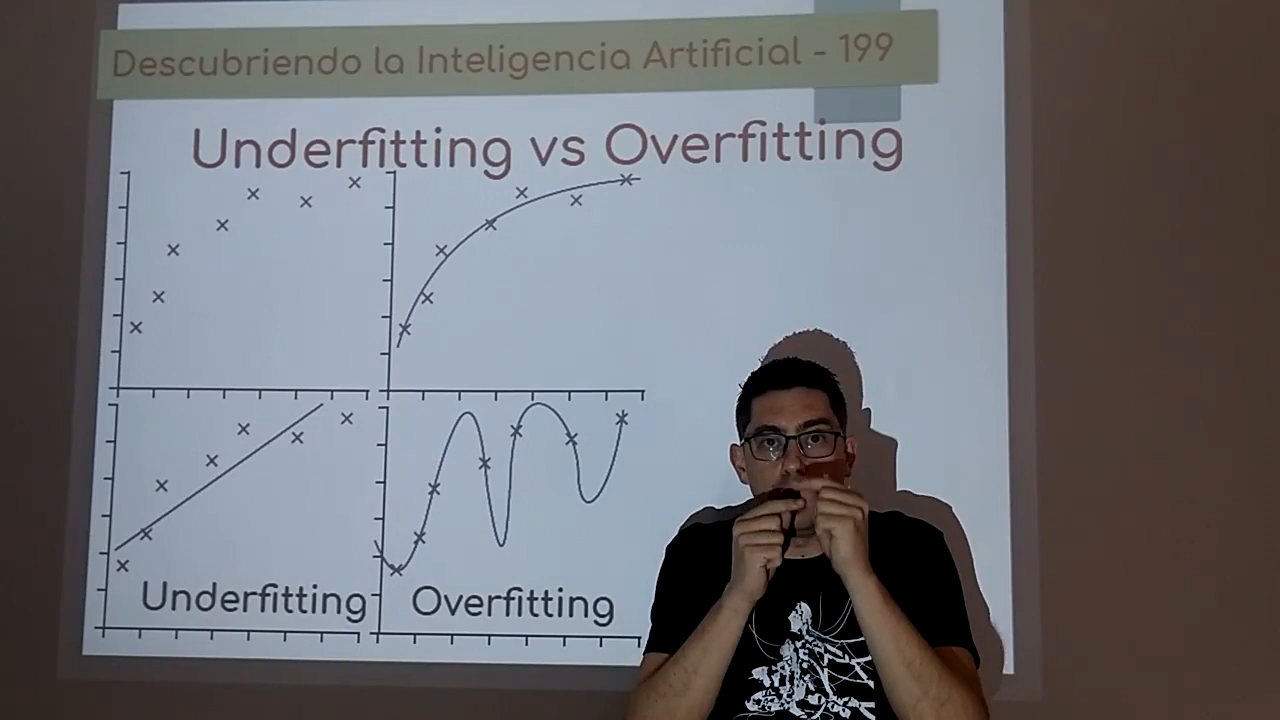 Descubriendo la Inteligencia Artificial - 199
Underfitting vs Overfitting
Underfitting
Overfitting